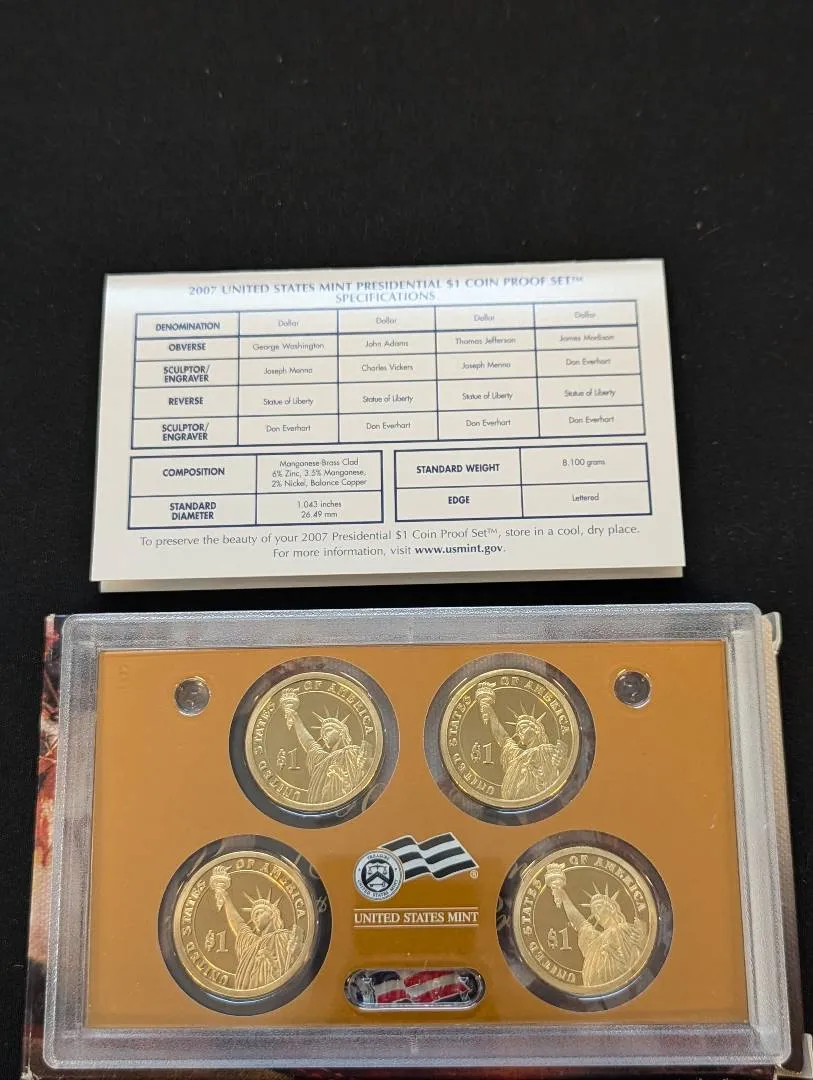 2007 UNITED STATES MINT PRESIDENTIAL $1 COIN PROOF SET™
SPECIFICATIONS
DENOMINATION Dollar Dollar Dollar Dollar
OBVERSE George Washington John Adams Thomas Jefferson James Madison
SCULPTOR/
ENGRAVER Joseph Menna Charles Vickers Joseph Menna Don Everhart
REVERSE Statue of Liberty Statue of Liberty Statue of Liberty Statue of Liberty
SCULPTOR/
ENGRAVER Don Everhart Don Everhart Don Everhart Don Everhart
COMPOSITION Manganese-Brass Clad
6% Zinc, 3.5% Manganese,
2% Nickel, Balance Copper
STANDARD
DIAMETER 1.043 inches
26.49 mm
STANDARD WEIGHT 8.100 grams
EDGE Lettered
To preserve the beauty of your 2007 Presidential $1 Coin Proof Set™, store in a cool, dry place.
For more information, visit www.usmint.gov.
UNITED STATES OF AMERICA
$1
UNITED STATES OF AMERICA
$1
UNITED STATES OF AMERICA
$1
UNITED STATES OF AMERICA
$1
®
UNITED STATES MINT